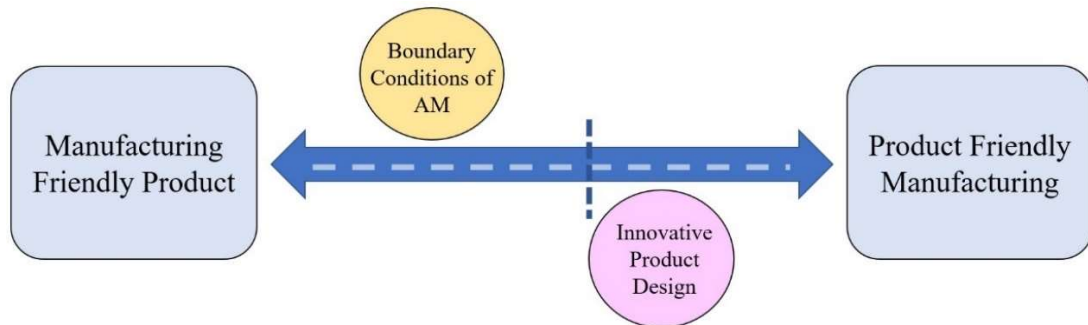 Boundary
Conditions of
AM
Manufacturing
Friendly Product
Product Friendly
Manufacturing
Innovative
Product
Design